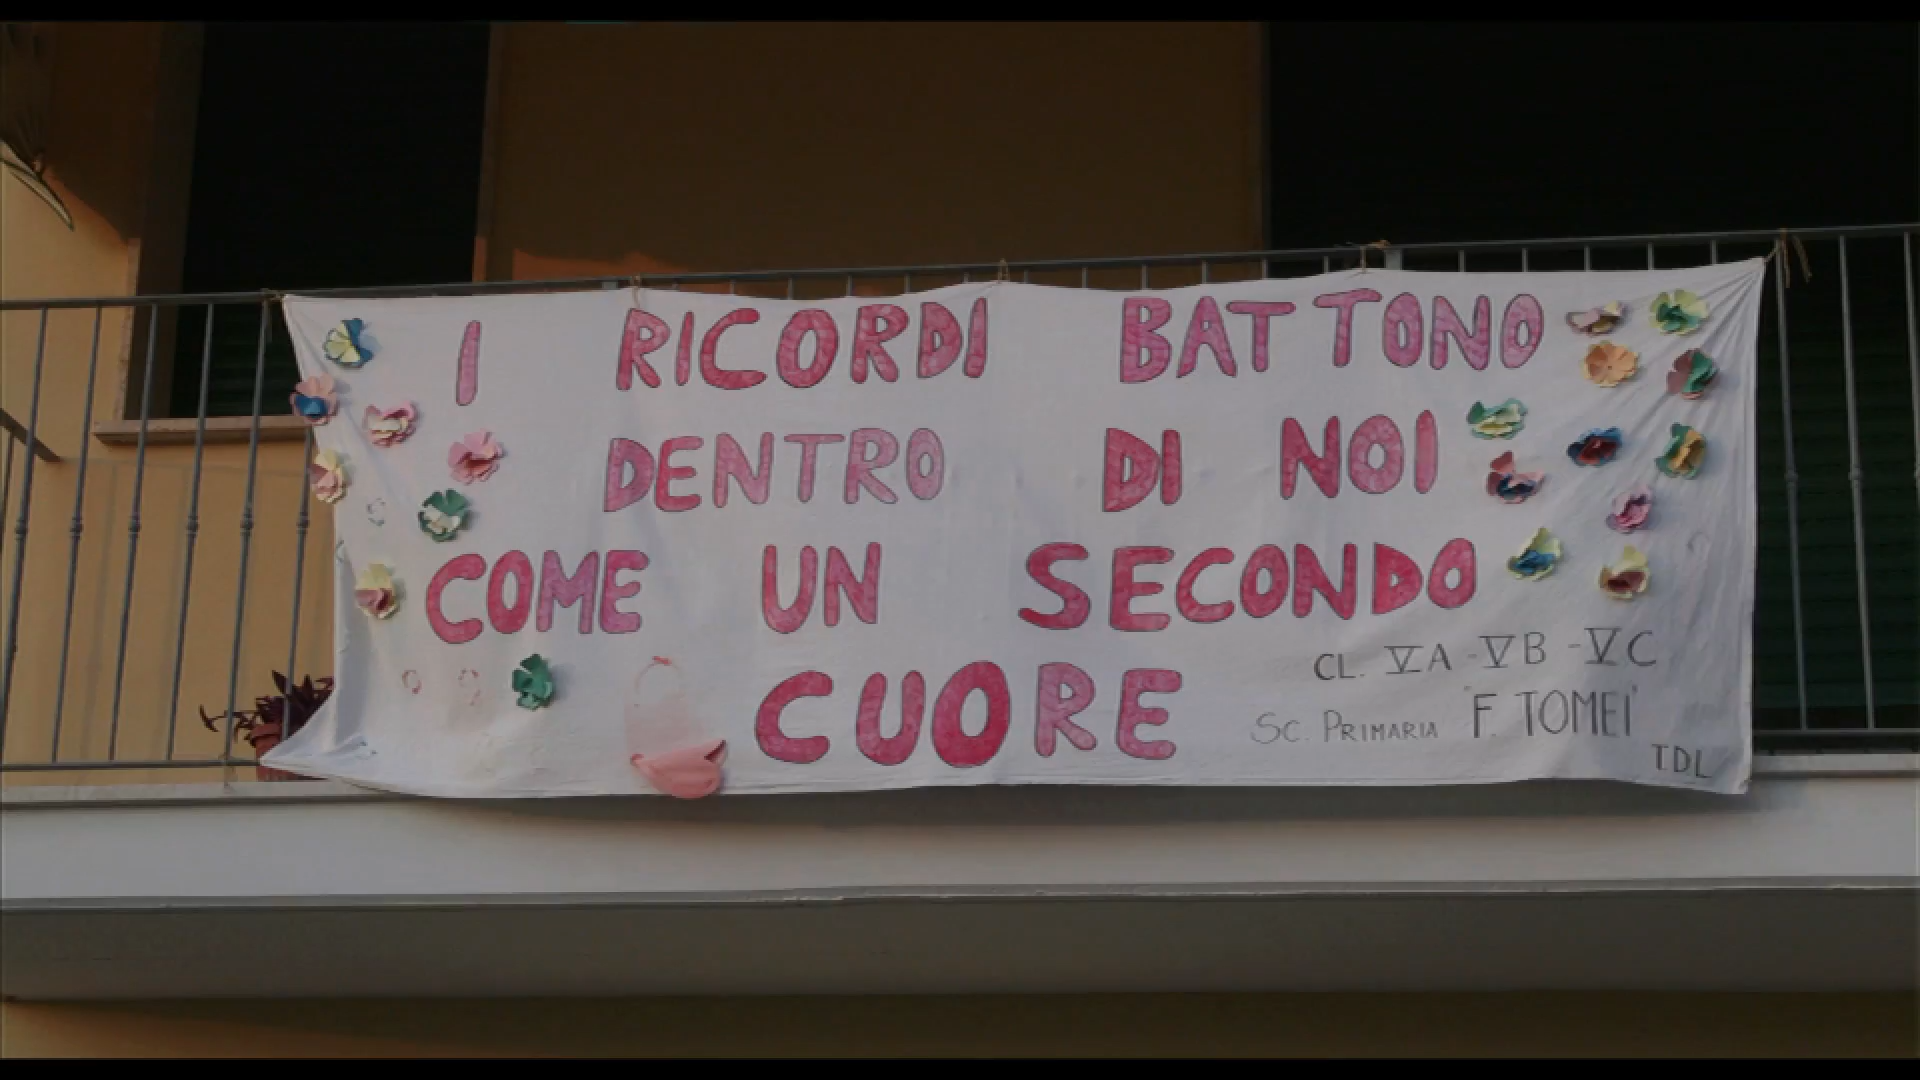 I RICORDI BATTONO
DENTRO DI NOI
COME UN SECONDO
CUORE
CL. VA - VB - VC
SC. PRIMARIA "F. TOMEI"
TDL